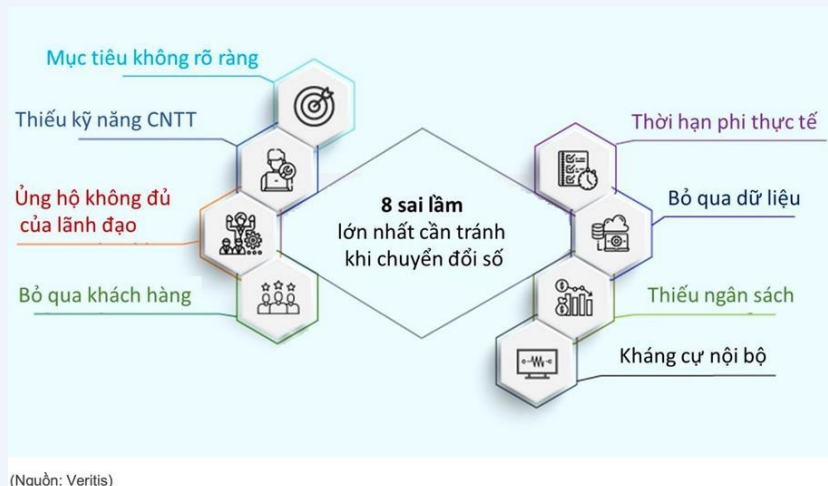 Mục tiêu không rõ ràng
Thiếu kỹ năng CNTT
Ủng hộ không đủ
của lãnh đạo
Bỏ qua khách hàng
8 sai lầm
lớn nhất cần tránh
khi chuyển đổi số
Thời hạn phi thực tế
Bỏ qua dữ liệu
Thiếu ngân sách
Kháng cự nội bộ
(Nguồn: Veritis)